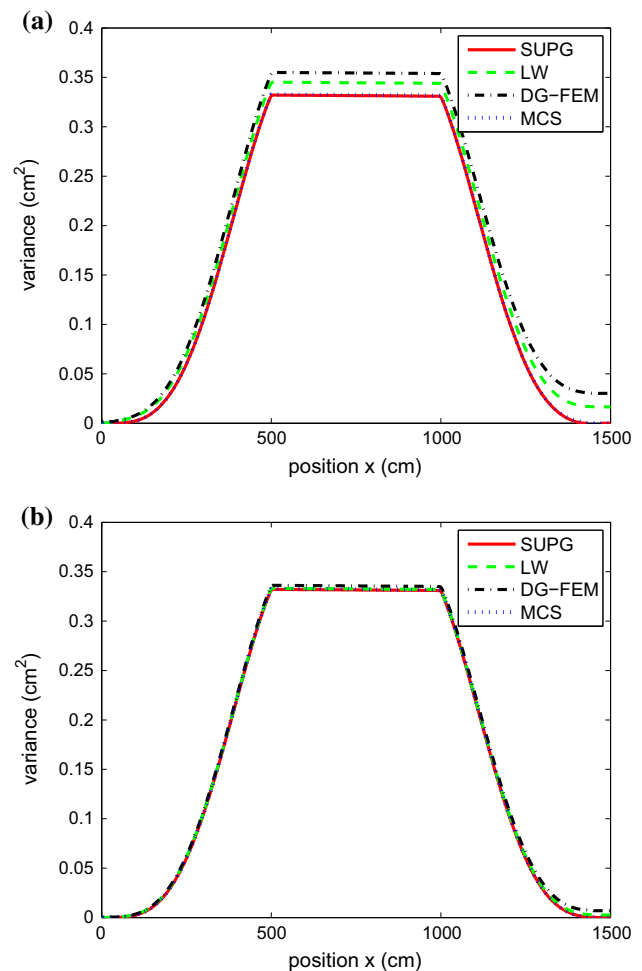 (a)
0.4
0.35
0.3
0.25
0.2
0.15
0.1
0.05
0
variance (cm²)
SUPG
LW
DG-FEM
MCS
0 500 1000 1500
position x (cm)
(b)
0.4
0.35
0.3
0.25
0.2
0.15
0.1
0.05
0
variance (cm²)
SUPG
LW
DG-FEM
MCS
0 500 1000 1500
position x (cm)